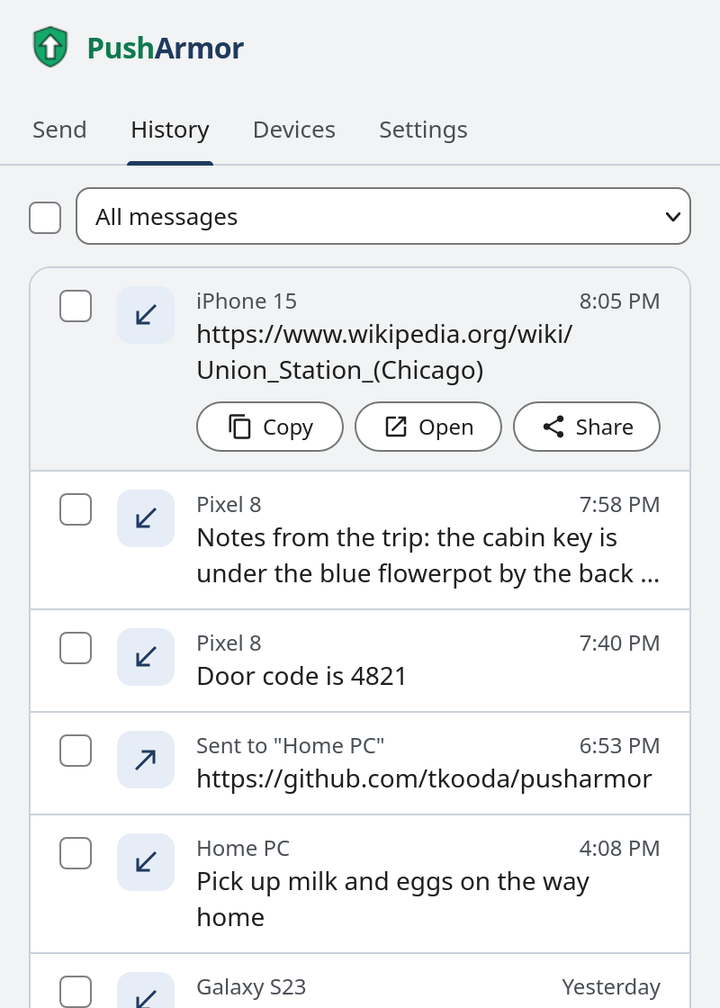 PushArmor
Send History Devices Settings
All messages
iPhone 15 8:05 PM
https://www.wikipedia.org/wiki/
Union_Station_(Chicago)
Copy Open Share
Pixel 8 7:58 PM
Notes from the trip: the cabin key is
under the blue flowerpot by the back ...
Pixel 8 7:40 PM
Door code is 4821
Sent to "Home PC" 6:53 PM
https://github.com/tkooda/pusharmor
Home PC 4:08 PM
Pick up milk and eggs on the way
home
Galaxy S23 Yesterday